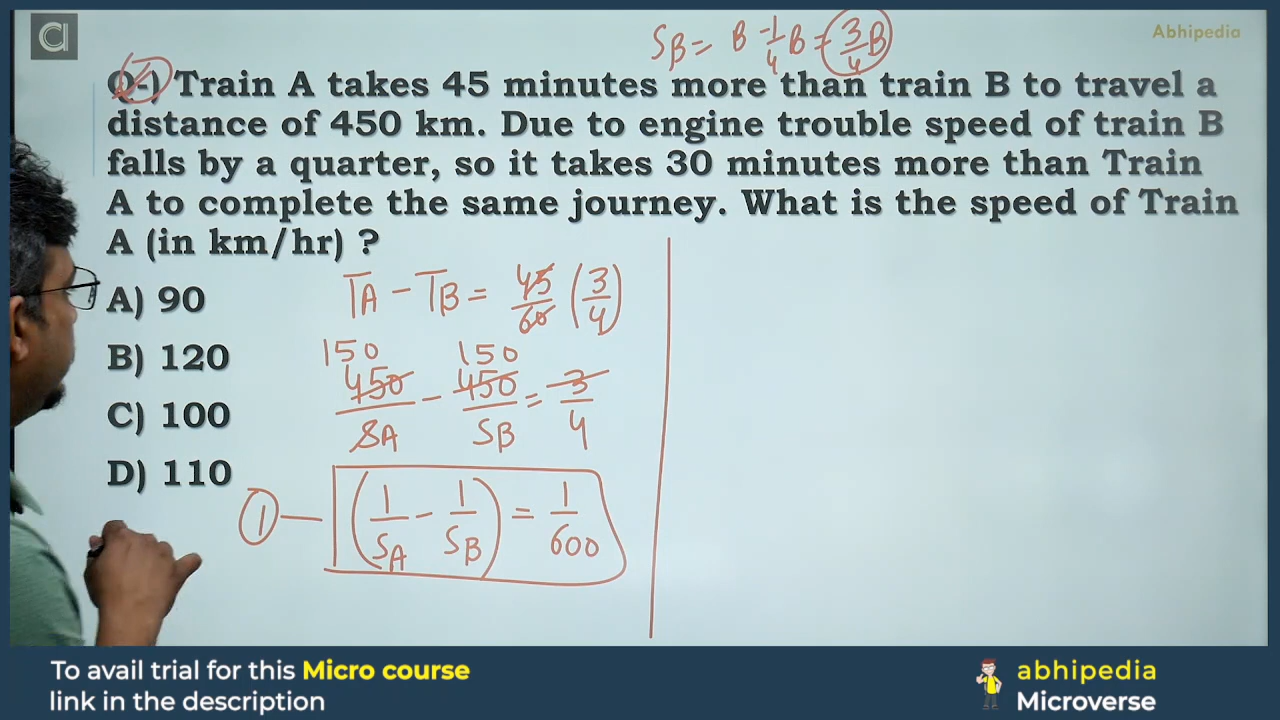 SB = B - 1/4 B = 3/4 B
Abhipedia
Q-) Train A takes 45 minutes more than train B to travel a
distance of 450 km. Due to engine trouble speed of train B
falls by a quarter, so it takes 30 minutes more than Train
A to complete the same journey. What is the speed of Train
A (in km/hr) ?
A) 90
B) 120
C) 100
D) 110
TA - TB = 45/60 (3/4)
150 150
450/SA - 450/SB = 3/4
① — (1/SA - 1/SB) = 1/600
To avail trial for this Micro course
link in the description
abhipedia
Microverse